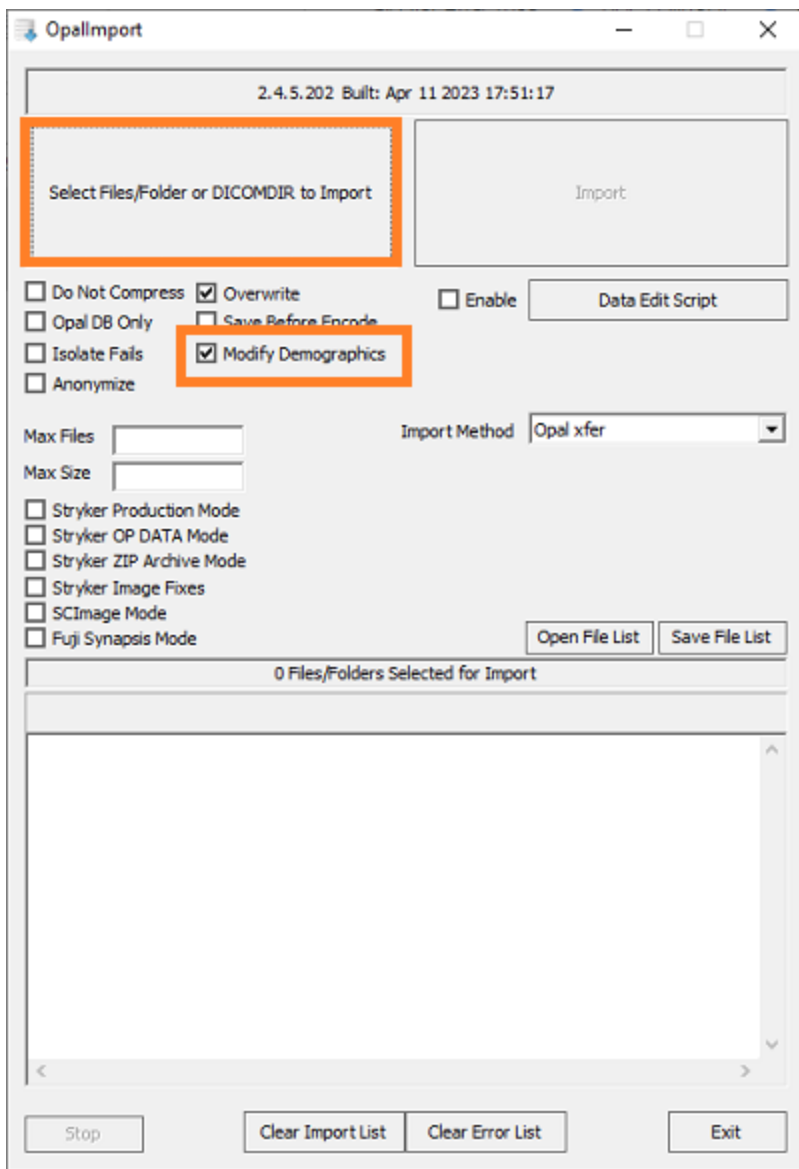 OpalImport
2.4.5.202 Built: Apr 11 2023 17:51:17
Select Files/Folder or DICOMDIR to Import
Import
Do Not Compress
Overwrite
Enable
Data Edit Script
Opal DB Only
Save Before Encode
Isolate Fails
Modify Demographics
Anonymize
Max Files
Import Method
Opal xfer
Max Size
Stryker Production Mode
Stryker OP DATA Mode
Stryker ZIP Archive Mode
Stryker Image Fixes
SCImage Mode
Fuji Synapsis Mode
Open File List
Save File List
0 Files/Folders Selected for Import
Stop
Clear Import List
Clear Error List
Exit